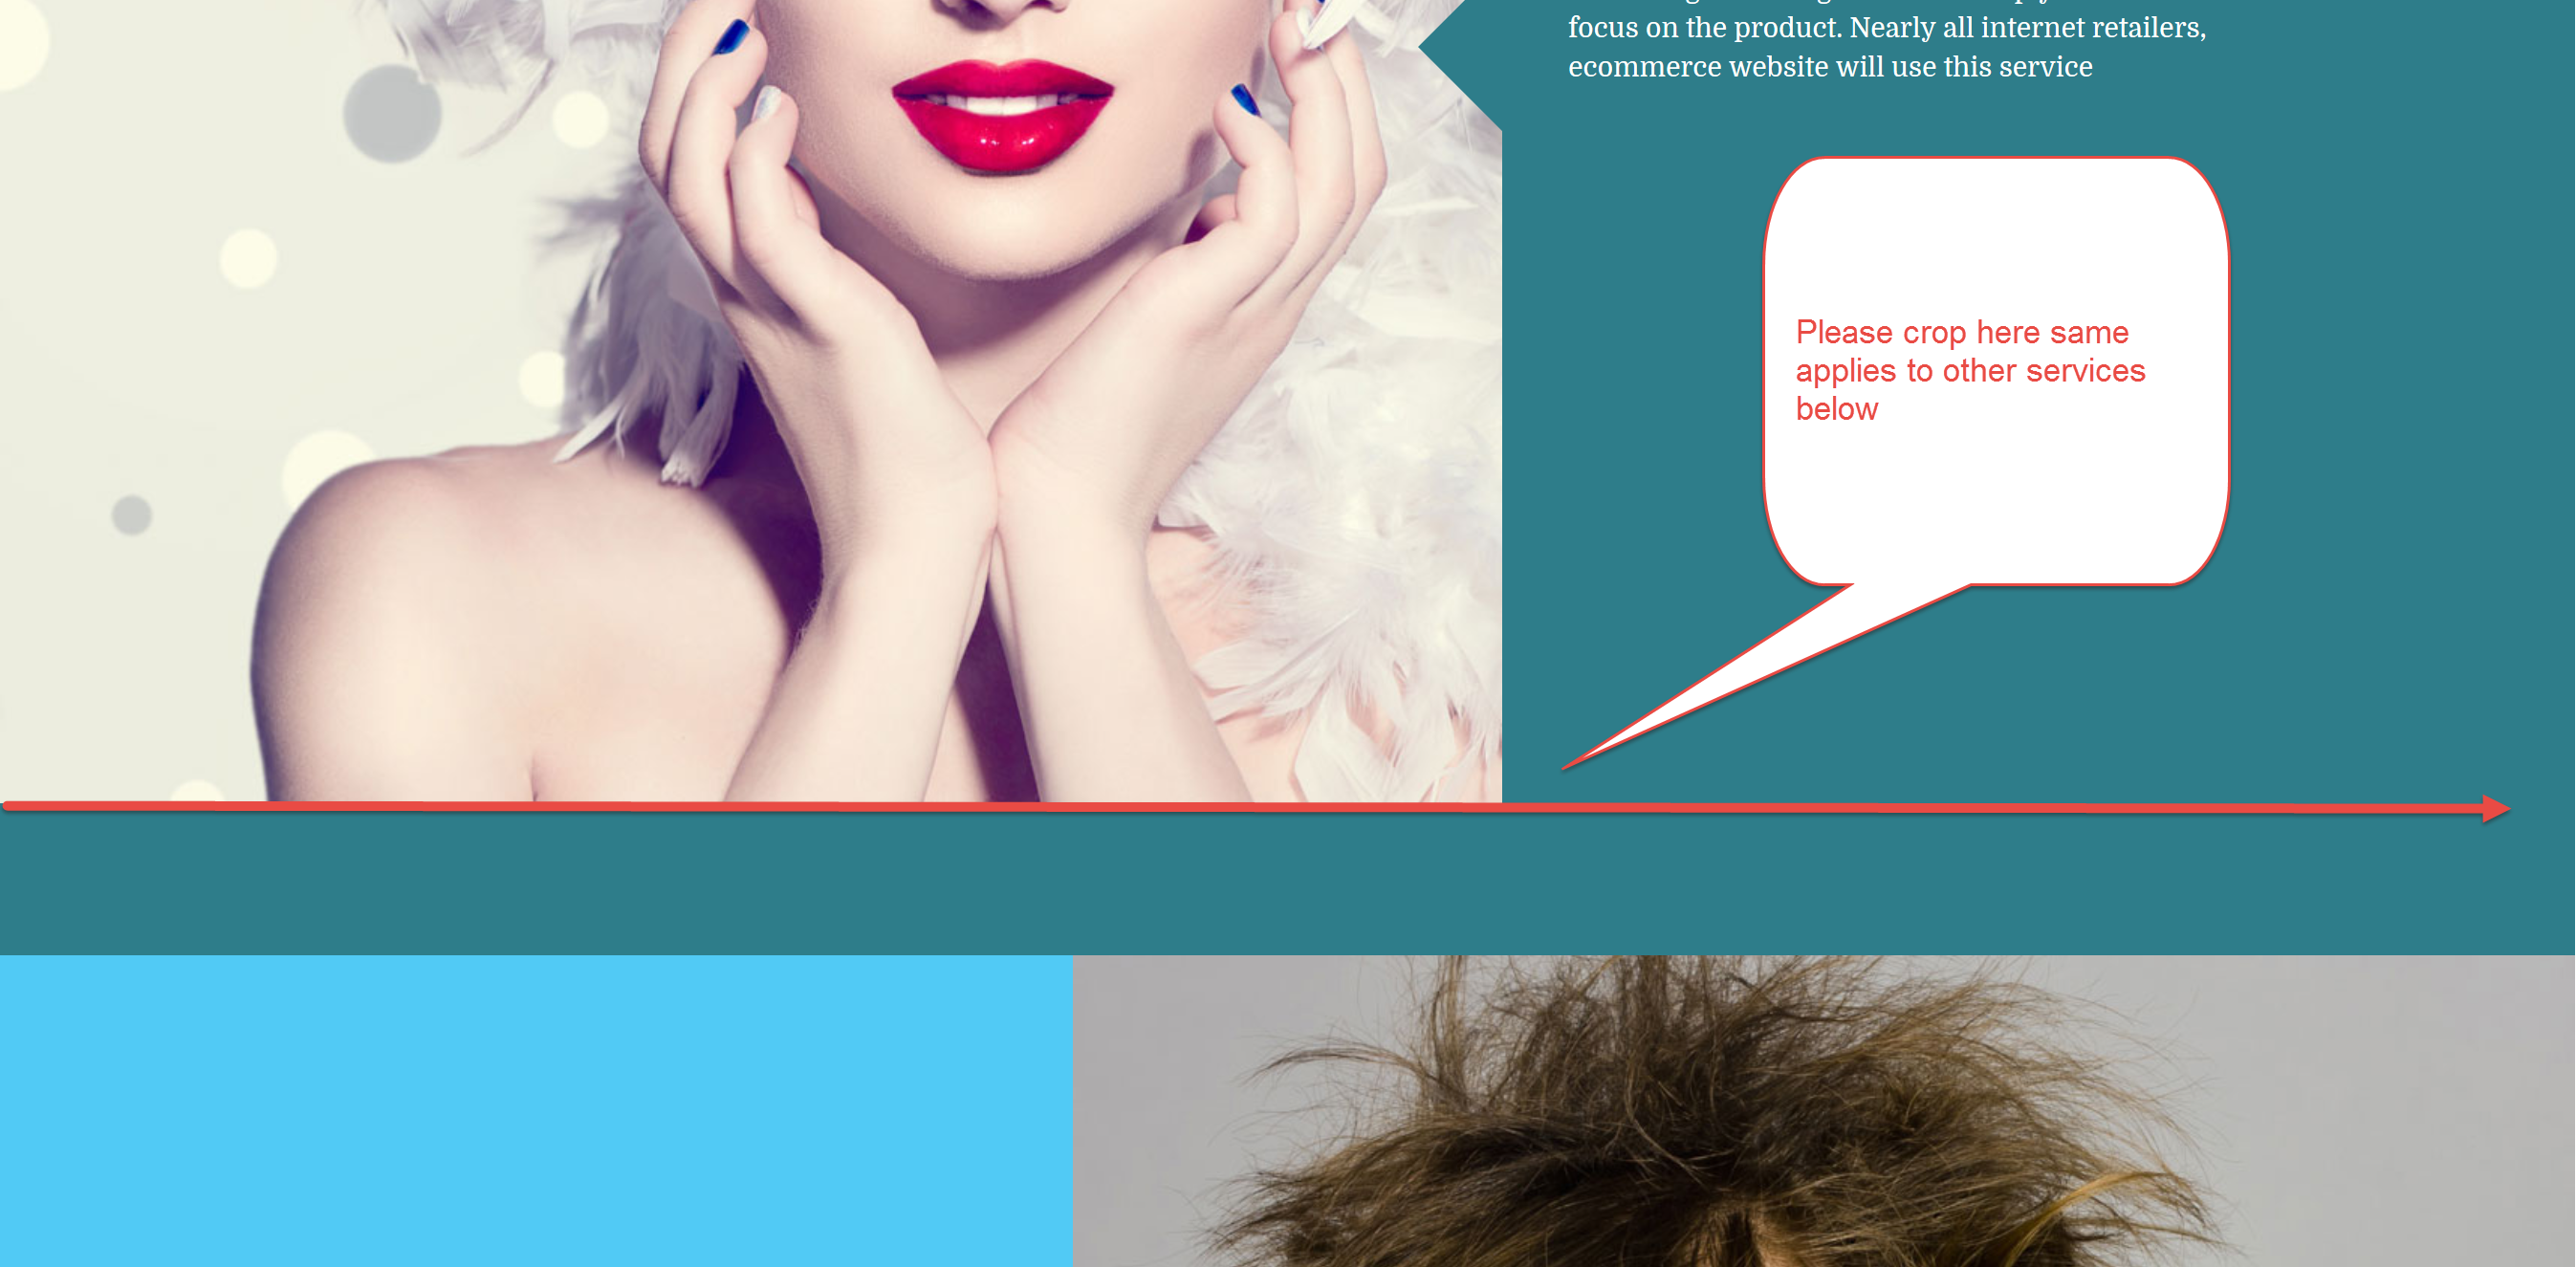 focus on the product. Nearly all internet retailers,
ecommerce website will use this service
Please crop here same
applies to other services
below